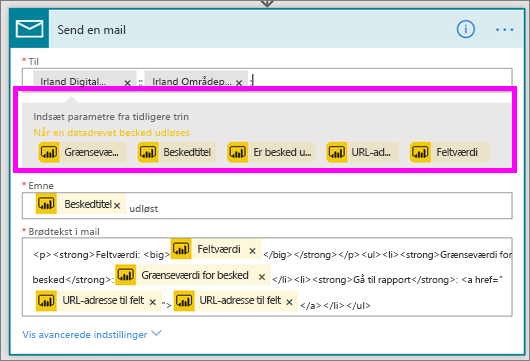 Send en mail
* Til
Irland Digital... × ; Irland Områdep... × ;
Indsæt parametre fra tidligere trin
Når en datadrevet besked udløses
Grænsevæ... Beskedtitel Er besked u... URL-ad... Feltværdi
* Emne
Beskedtitel × udløst
* Brødtekst i mail
<p><strong>Feltværdi: <big> Feltværdi × </big></strong></p><ul><li><strong>Grænseværdi for
besked</strong>: Grænseværdi for besked × </li><li><strong>Gå til rapport</strong>: <a href="
URL-adresse til felt × "> URL-adresse til felt × </a></li></ul>
Vis avancerede indstillinger